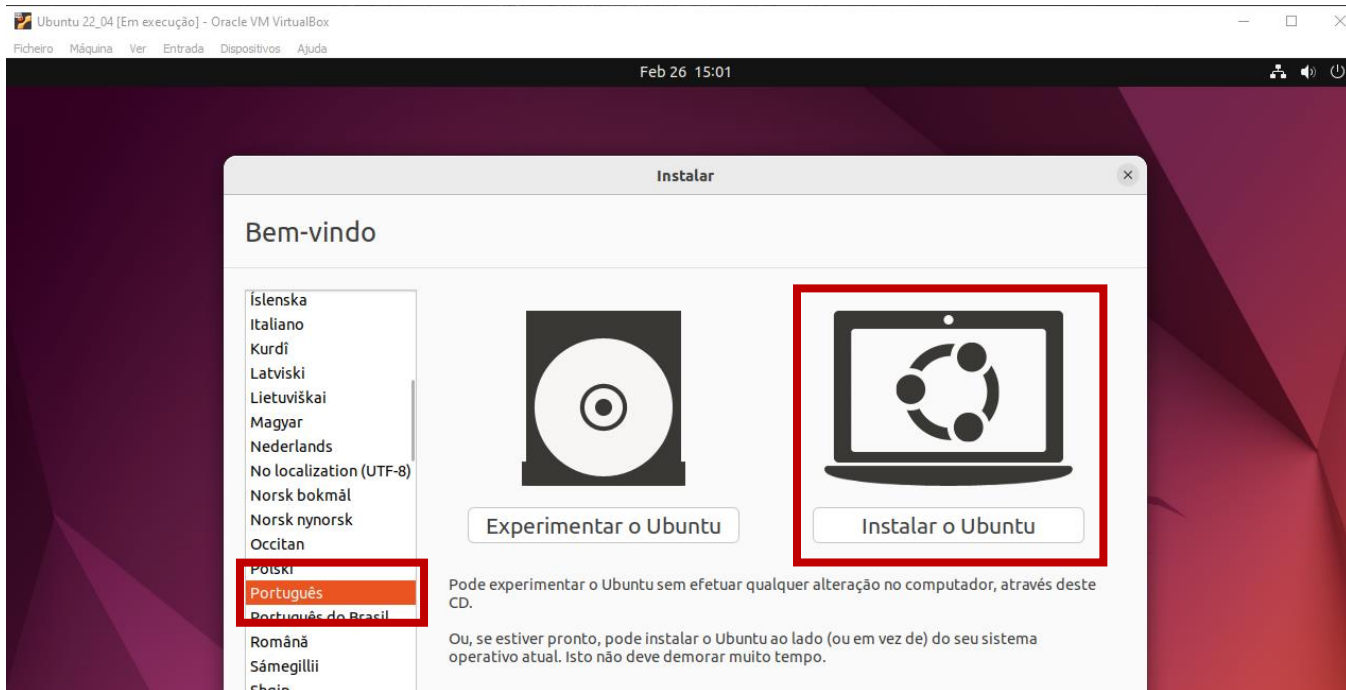 Ubuntu 22_04 [Em execução] - Oracle VM VirtualBox
Ficheiro Máquina Ver Entrada Dispositivos Ajuda
Feb 26 15:01
Instalar
Bem-vindo
Íslenska
Italiano
Kurdî
Latviski
Lietuviškai
Magyar
Nederlands
No localization (UTF-8)
Norsk bokmål
Norsk nynorsk
Occitan
Polski
Português
Português do Brasil
Română
Sámegillii
Shqip
Experimentar o Ubuntu
Instalar o Ubuntu
Pode experimentar o Ubuntu sem efetuar qualquer alteração no computador, através deste
CD.
Ou, se estiver pronto, pode instalar o Ubuntu ao lado (ou em vez de) do seu sistema
operativo atual. Isto não deve demorar muito tempo.